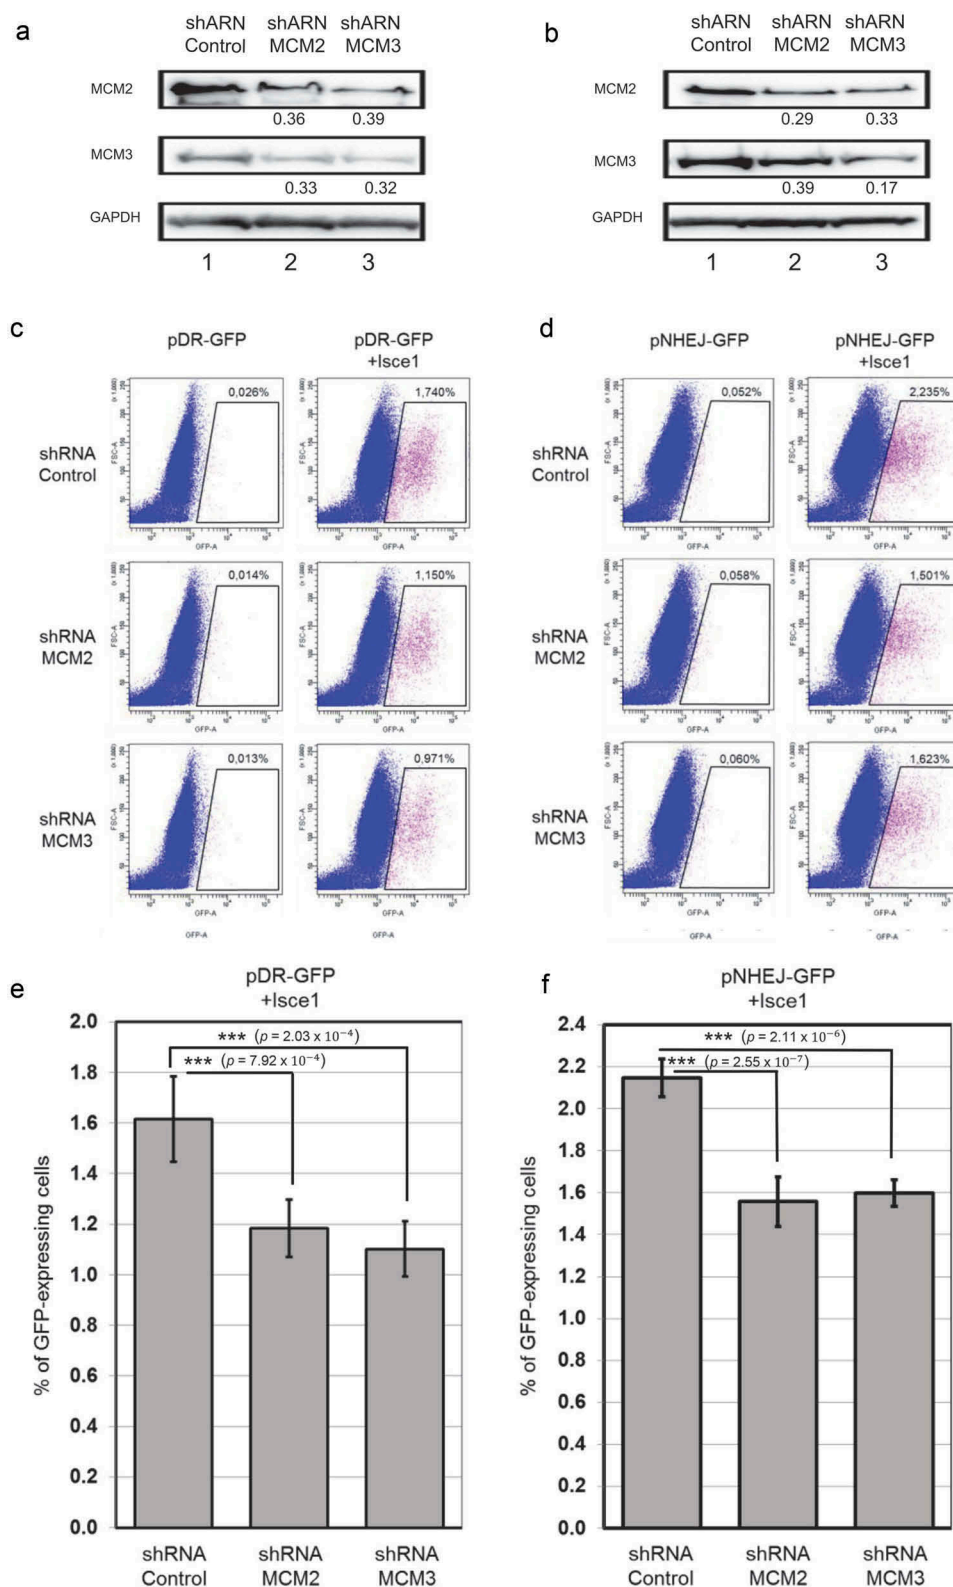 a
shARN shARN shARN
Control MCM2 MCM3
MCM2
0.36 0.39
MCM3
0.33 0.32
GAPDH
1 2 3
b
shARN shARN shARN
Control MCM2 MCM3
MCM2
0.29 0.33
MCM3
0.39 0.17
GAPDH
1 2 3
c
pDR-GFP
pDR-GFP
+Isce1
shRNA
Control
0,026%
1,740%
shRNA
MCM2
0,014%
1,150%
shRNA
MCM3
0,013%
0,971%
FSC-A
GFP-A
GFP-A
GFP-A
d
pNHEJ-GFP
pNHEJ-GFP
+Isce1
shRNA
Control
0,052%
2,235%
shRNA
MCM2
0,058%
1,501%
shRNA
MCM3
0,060%
1,623%
FSC-A
GFP-A
GFP-A
GFP-A
e
pDR-GFP
+Isce1
% of GFP-expressing cells
2.0
1.8
1.6
1.4
1.2
1.0
0.8
0.6
0.4
0.2
0.0
*** (p = 2.03 x 10⁻⁴)
*** (p = 7.92 x 10⁻⁴)
shRNA shRNA shRNA
Control MCM2 MCM3
f
pNHEJ-GFP
+Isce1
% of GFP-expressing cells
2.4
2.2
2.0
1.8
1.6
1.4
1.2
1.0
0.8
0.6
0.4
0.2
0.0
*** (p = 2.11 x 10⁻⁶)
*** (p = 2.55 x 10⁻⁷)
shRNA shRNA shRNA
Control MCM2 MCM3